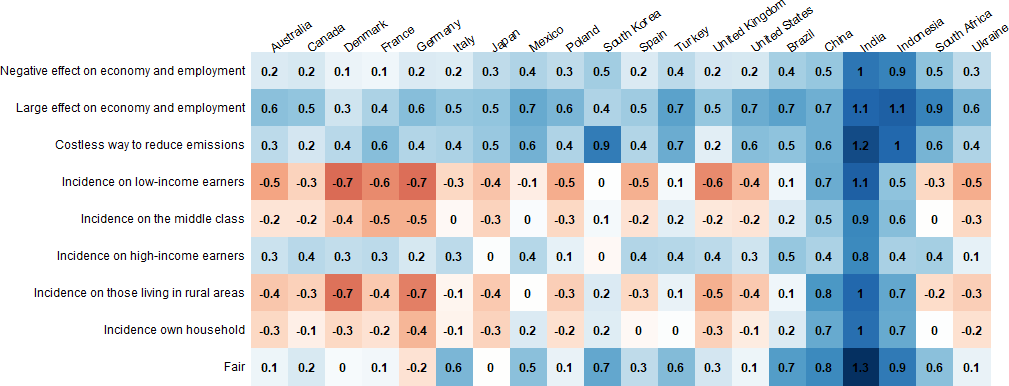 Australia Canada Denmark France Germany Italy Japan Mexico Poland South Korea Spain Turkey United Kingdom United States Brazil China India Indonesia South Africa Ukraine
Negative effect on economy and employment 0.2 0.2 0.1 0.1 0.2 0.2 0.3 0.4 0.3 0.5 0.2 0.4 0.2 0.2 0.4 0.5 1 0.9 0.5 0.3
Large effect on economy and employment 0.6 0.5 0.3 0.4 0.6 0.5 0.5 0.7 0.6 0.4 0.5 0.7 0.5 0.7 0.7 0.7 1.1 1.1 0.9 0.6
Costless way to reduce emissions 0.3 0.2 0.4 0.6 0.4 0.4 0.5 0.6 0.4 0.9 0.4 0.7 0.2 0.6 0.5 0.6 1.2 1 0.6 0.4
Incidence on low-income earners -0.5 -0.3 -0.7 -0.6 -0.7 -0.3 -0.4 -0.1 -0.5 0 -0.5 0.1 -0.6 -0.4 0.1 0.7 1.1 0.5 -0.3 -0.5
Incidence on the middle class -0.2 -0.2 -0.4 -0.5 -0.5 0 -0.3 0 -0.3 0.1 -0.2 0.2 -0.2 -0.2 0.2 0.5 0.9 0.6 0 -0.3
Incidence on high-income earners 0.3 0.4 0.3 0.3 0.2 0.3 0 0.4 0.1 0 0.4 0.4 0.4 0.3 0.5 0.4 0.8 0.4 0.4 0.1
Incidence on those living in rural areas -0.4 -0.3 -0.7 -0.4 -0.7 -0.1 -0.4 0 -0.3 0.2 -0.3 0.1 -0.5 -0.4 0.1 0.8 1 0.7 -0.2 -0.3
Incidence own household -0.3 -0.1 -0.3 -0.2 -0.4 -0.1 -0.3 0.2 -0.2 0.2 0 0 -0.3 -0.1 0.2 0.7 1 0.7 0 -0.2
Fair 0.1 0.2 0 0.1 -0.2 0.6 0 0.5 0.1 0.7 0.3 0.6 0.3 0.1 0.7 0.8 1.3 0.9 0.6 0.1